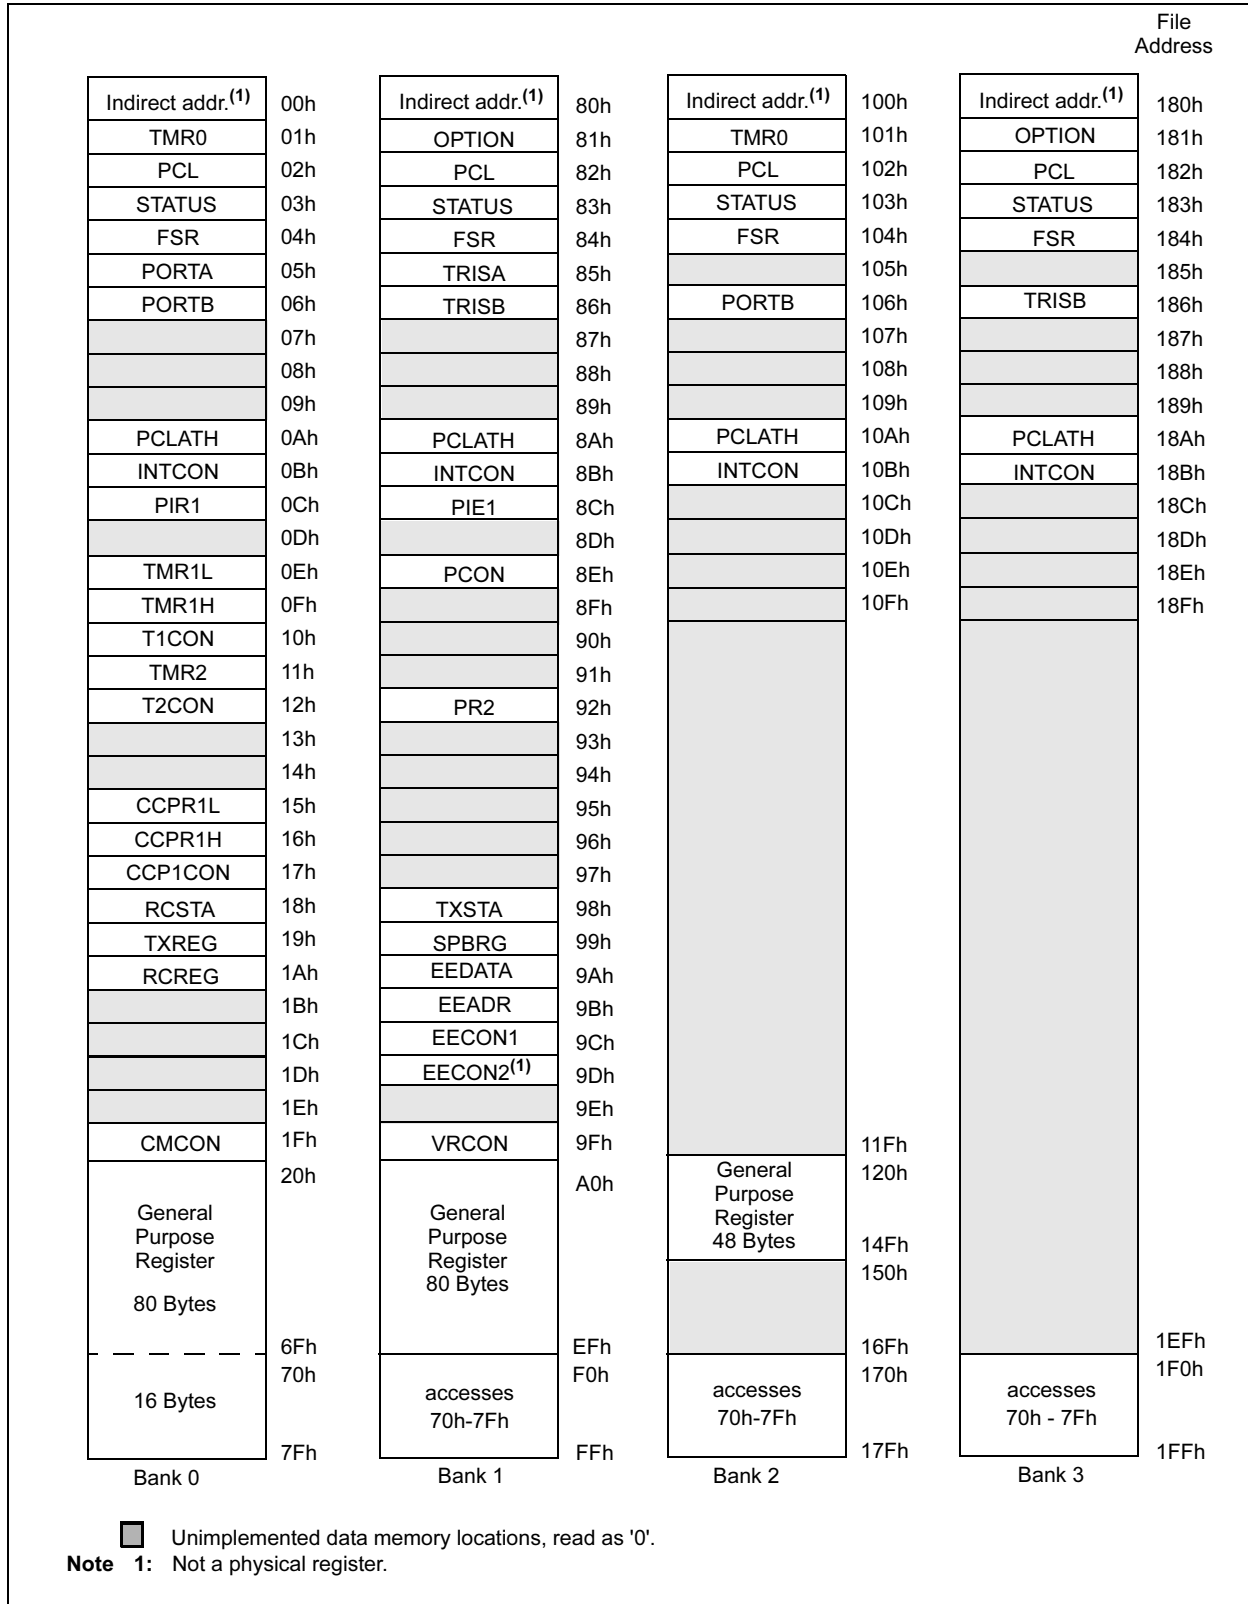 File
Address
Indirect addr.(1) 00h Indirect addr.(1) 80h Indirect addr.(1) 100h Indirect addr.(1) 180h
TMR0 01h OPTION 81h TMR0 101h OPTION 181h
PCL 02h PCL 82h PCL 102h PCL 182h
STATUS 03h STATUS 83h STATUS 103h STATUS 183h
FSR 04h FSR 84h FSR 104h FSR 184h
PORTA 05h TRISA 85h 105h 185h
PORTB 06h TRISB 86h PORTB 106h TRISB 186h
07h 87h 107h 187h
08h 88h 108h 188h
09h 89h 109h 189h
PCLATH 0Ah PCLATH 8Ah PCLATH 10Ah PCLATH 18Ah
INTCON 0Bh INTCON 8Bh INTCON 10Bh INTCON 18Bh
PIR1 0Ch PIE1 8Ch 10Ch 18Ch
0Dh 8Dh 10Dh 18Dh
TMR1L 0Eh PCON 8Eh 10Eh 18Eh
TMR1H 0Fh 8Fh 10Fh 18Fh
T1CON 10h 90h
TMR2 11h 91h
T2CON 12h PR2 92h
13h 93h
14h 94h
CCPR1L 15h 95h
CCPR1H 16h 96h
CCP1CON 17h 97h
RCSTA 18h TXSTA 98h
TXREG 19h SPBRG 99h
RCREG 1Ah EEDATA 9Ah
1Bh EEADR 9Bh
1Ch EECON1 9Ch
1Dh EECON2(1) 9Dh
1Eh 9Eh
CMCON 1Fh VRCON 9Fh 11Fh
20h A0h General 120h
General General Purpose
Purpose Purpose Register
Register Register 48 Bytes 14Fh
80 Bytes 80 Bytes 150h
6Fh EFh 16Fh 1EFh
70h F0h 170h 1F0h
16 Bytes accesses accesses accesses
70h-7Fh 70h-7Fh 70h - 7Fh
7Fh FFh 17Fh 1FFh
Bank 0 Bank 1 Bank 2 Bank 3
Unimplemented data memory locations, read as '0'.
Note 1: Not a physical register.